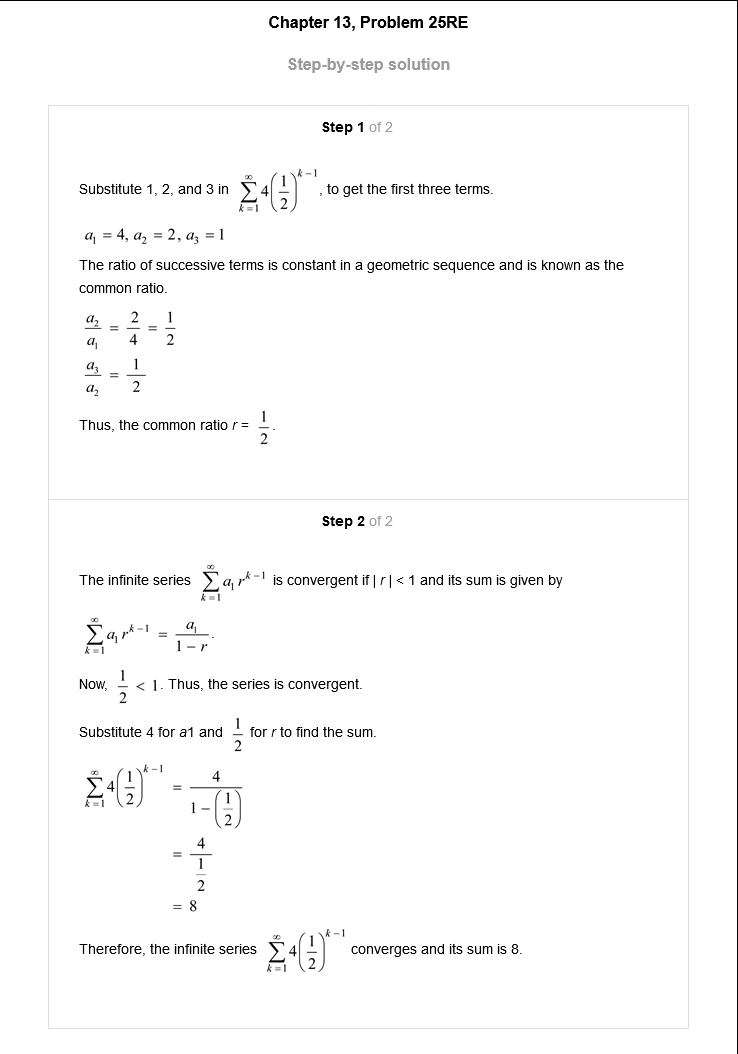 Chapter 13, Problem 25RE
Step-by-step solution
Step 1 of 2
Substitute 1, 2, and 3 in $\sum_{k=1}^{\infty} 4\left(\frac{1}{2}\right)^{k-1}$, to get the first three terms.
$a_1 = 4, a_2 = 2, a_3 = 1$
The ratio of successive terms is constant in a geometric sequence and is known as the
common ratio.
$\frac{a_2}{a_1} = \frac{2}{4} = \frac{1}{2}$
$\frac{a_3}{a_2} = \frac{1}{2}$
Thus, the common ratio r = $\frac{1}{2}$.
Step 2 of 2
The infinite series $\sum_{k=1}^{\infty} a_1 r^{k-1}$ is convergent if | r | < 1 and its sum is given by
$\sum_{k=1}^{\infty} a_1 r^{k-1} = \frac{a_1}{1-r}$.
Now, $\frac{1}{2} < 1$. Thus, the series is convergent.
Substitute 4 for a1 and $\frac{1}{2}$ for r to find the sum.
$\sum_{k=1}^{\infty} 4\left(\frac{1}{2}\right)^{k-1} = \frac{4}{1-\left(\frac{1}{2}\right)}$
$= \frac{4}{\frac{1}{2}}$
$= 8$
Therefore, the infinite series $\sum_{k=1}^{\infty} 4\left(\frac{1}{2}\right)^{k-1}$ converges and its sum is 8.